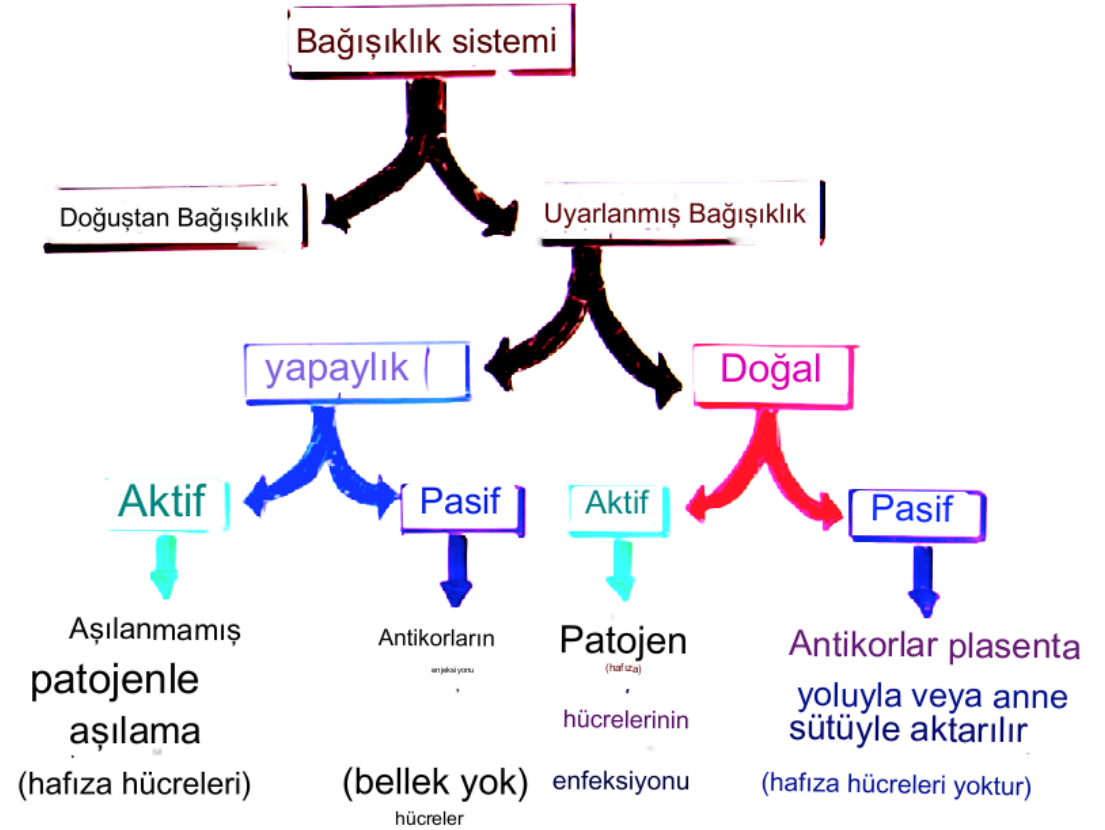 Bağışıklık sistemi
Doğuştan Bağışıklık
Uyarlanmış Bağışıklık
yapaylık (
Doğal
Aktif
Pasif
Aktif
Pasif
Aşılanmamış
patojenle
aşılama
(hafıza hücreleri)
Antikorların
enjeksiyonu
(bellek yok)
hücreler
Patojen
(hafıza)
hücrelerinin
enfeksiyonu
Antikorlar plasenta
yoluyla veya anne
sütüyle aktarılır
(hafıza hücreleri yoktur)